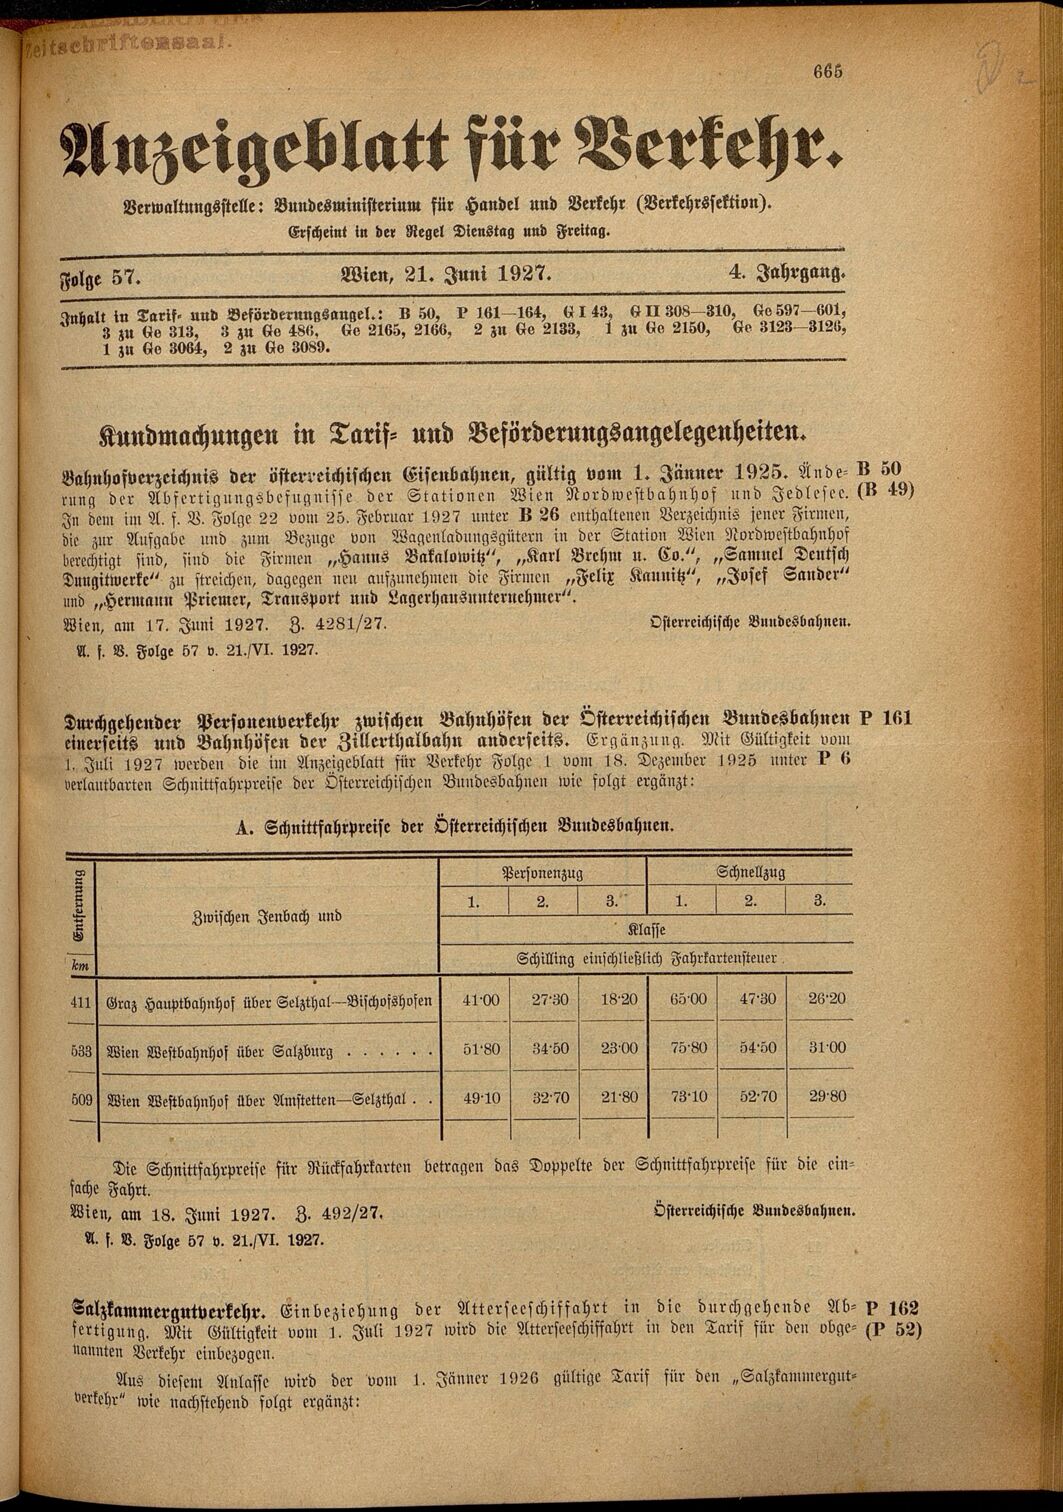 Zeitschriftensaal.
665
Anzeigeblatt für Verkehr.
Verwaltungsstelle: Bundesministerium für Handel und Verkehr (Verkehrssektion).
Erscheint in der Regel Dienstag und Freitag.
Folge 57. Wien, 21. Juni 1927. 4. Jahrgang.
Inhalt in Tarif- und Beförderungsangel.: B 50, P 161—164, G I 43, G II 308—310, Ge 597—601,
3 zu Ge 313, 3 zu Ge 486, Ge 2165, 2166, 2 zu Ge 2133, 1 zu Ge 2150, Ge 3123—3126,
1 zu Ge 3064, 2 zu Ge 3089.
Kundmachungen in Tarif- und Beförderungsangelegenheiten.
Bahnhofverzeichnis der österreichischen Eisenbahnen, gültig vom 1. Jänner 1925. Ände- B 50
rung der Abfertigungsbefugnisse der Stationen Wien Nordwestbahnhof und Jedlesee. (B 49)
In dem im A. f. V. Folge 22 vom 25. Februar 1927 unter B 26 enthaltenen Verzeichnis jener Firmen,
die zur Aufgabe und zum Bezuge von Wagenladungsgütern in der Station Wien Nordwestbahnhof
berechtigt sind, sind die Firmen „Hanns Bakalowitz“, „Karl Brehm u. Co.“, „Samuel Deutsch
Dungitwerke“ zu streichen, dagegen neu aufzunehmen die Firmen „Felix Kannitz“, „Josef Sander“
und „Hermann Priemer, Transport und Lagerhausunternehmer“.
Wien, am 17. Juni 1927. Z. 4281/27. Österreichische Bundesbahnen.
A. f. V. Folge 57 v. 21./VI. 1927.
Durchgehender Personenverkehr zwischen Bahnhöfen der Österreichischen Bundesbahnen P 161
einerseits und Bahnhöfen der Zillerthalbahn anderseits. Ergänzung. Mit Gültigkeit vom
1. Juli 1927 werden die im Anzeigeblatt für Verkehr Folge 1 vom 18. Dezember 1925 unter P 6
verlautbarten Schnittfahrpreise der Österreichischen Bundesbahnen wie folgt ergänzt:
A. Schnittfahrpreise der Österreichischen Bundesbahnen.
Entfernung Zwischen Jenbach und Personenzug Schnellzug
1. 2. 3. 1. 2. 3.
Klasse
km Schilling einschließlich Fahrkartensteuer
411 Graz Hauptbahnhof über Selzthal—Bischofshofen 41·00 27·30 18·20 65·00 47·30 26·20
533 Wien Westbahnhof über Salzburg . . . . . . 51·80 34·50 23·00 75·80 54·50 31·00
509 Wien Westbahnhof über Amstetten—Selzthal . . 49·10 32·70 21·80 73·10 52·70 29·80
Die Schnittfahrpreise für Rückfahrkarten betragen das Doppelte der Schnittfahrpreise für die ein-
fache Fahrt.
Wien, am 18. Juni 1927. Z. 492/27. Österreichische Bundesbahnen.
A. f. V. Folge 57 v. 21./VI. 1927.
Salzkammergutverkehr. Einbeziehung der Atterseeschiffahrt in die durchgehende Ab- P 162
fertigung. Mit Gültigkeit vom 1. Juli 1927 wird die Atterseeschiffahrt in den Tarif für den obge- (P 52)
nannten Verkehr einbezogen.
Aus diesem Anlasse wird der vom 1. Jänner 1926 gültige Tarif für den „Salzkammergut-
verkehr“ wie nachstehend folgt ergänzt: